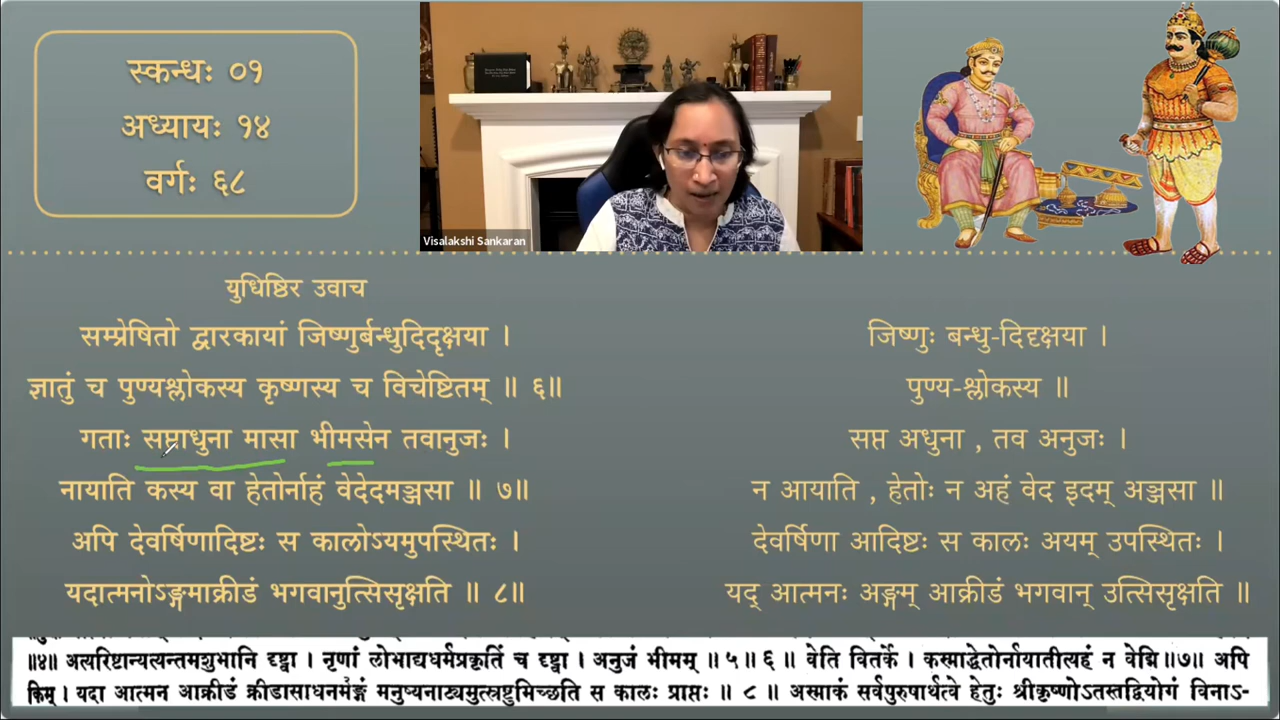 स्कन्धः ०१
अध्यायः १४
वर्गः ६८
Visalakshi Sankaran
युधिष्ठिर उवाच
सम्प्रेषितो द्वारकायां जिष्णुर्बन्धुदिदृक्षया ।
ज्ञातुं च पुण्यश्लोकस्य कृष्णस्य च विचेष्टितम् ॥ ६॥
गताः सप्ताधुना मासा भीमसेन तवानुजः ।
नायाति कस्य वा हेतोर्नाहं वेदेदमञ्जसा ॥ ७॥
अपि देवर्षिणादिष्टः स कालोऽयमुपस्थितः ।
यदात्मनोऽङ्गमाक्रीडं भगवानुत्सिसृक्षति ॥ ८॥
जिष्णुः बन्धु-दिदृक्षया ।
पुण्य-श्लोकस्य ॥
सप्त अधुना , तव अनुजः ।
न आयाति , हेतोः न अहं वेद इदम् अञ्जसा ॥
देवर्षिणा आदिष्टः स कालः अयम् उपस्थितः ।
यद् आत्मनः अङ्गम् आक्रीडं भगवान् उत्सिसृक्षति ॥
॥४॥ अत्यरिष्टान्यत्यन्तमशुभानि दृष्ट्वा । नृणां लोभाद्यधर्मप्रकृतिं च दृष्ट्वा । अनुजं भीमम् ॥ ५ ॥ ६ ॥ वेति वितर्के । कस्माद्धेतोर्नायातीत्यहं न वेद्मि ॥७॥ अपि
किम् । यदा आत्मन आक्रीडं क्रीडासाधनमङ्गं मनुष्यनाट्यमुत्स्रष्टुमिच्छति स कालः प्राप्तः ॥ ८ ॥ अस्माकं सर्वपुरुषार्थत्वे हेतुः श्रीकृष्णोऽतस्तद्वियोगं विनाऽ-